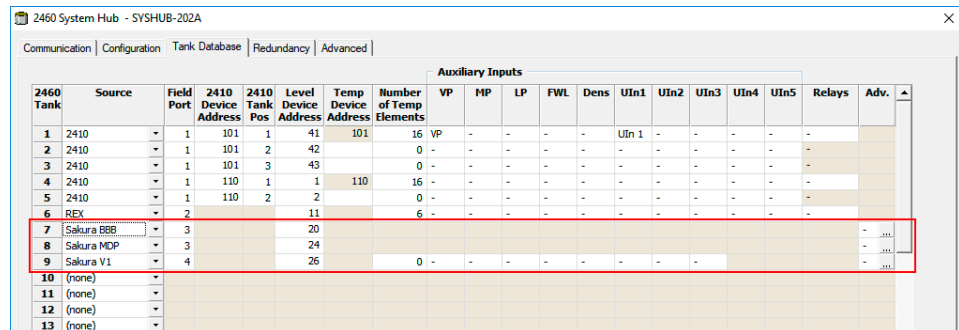 2460 System Hub - SYSHUB-202A
Communication Configuration Tank Database Redundancy Advanced
Auxiliary Inputs
2460 Tank Source Field Port 2410 Device Address 2410 Tank Pos Level Device Address Temp Device Address Number of Temp Elements VP MP LP FWL Dens UIn1 UIn2 UIn3 UIn4 UIn5 Relays Adv.
1 2410 1 101 1 41 101 16 VP - - - - UIn 1 - - - - -
2 2410 1 101 2 42 0 - - - - - - - - - - -
3 2410 1 101 3 43 0 - - - - - - - - - - -
4 2410 1 110 1 1 110 16 - - - - - - - - - - -
5 2410 1 110 2 2 0 - - - - - - - - - - -
6 REX 2 11 6 - - - - - - - - - - -
7 Sakura BBB 3 20 - ...
8 Sakura MDP 3 24 - ...
9 Sakura V1 4 26 0 - - - - - - - - - ...
10 (none)
11 (none)
12 (none)
13 (none)